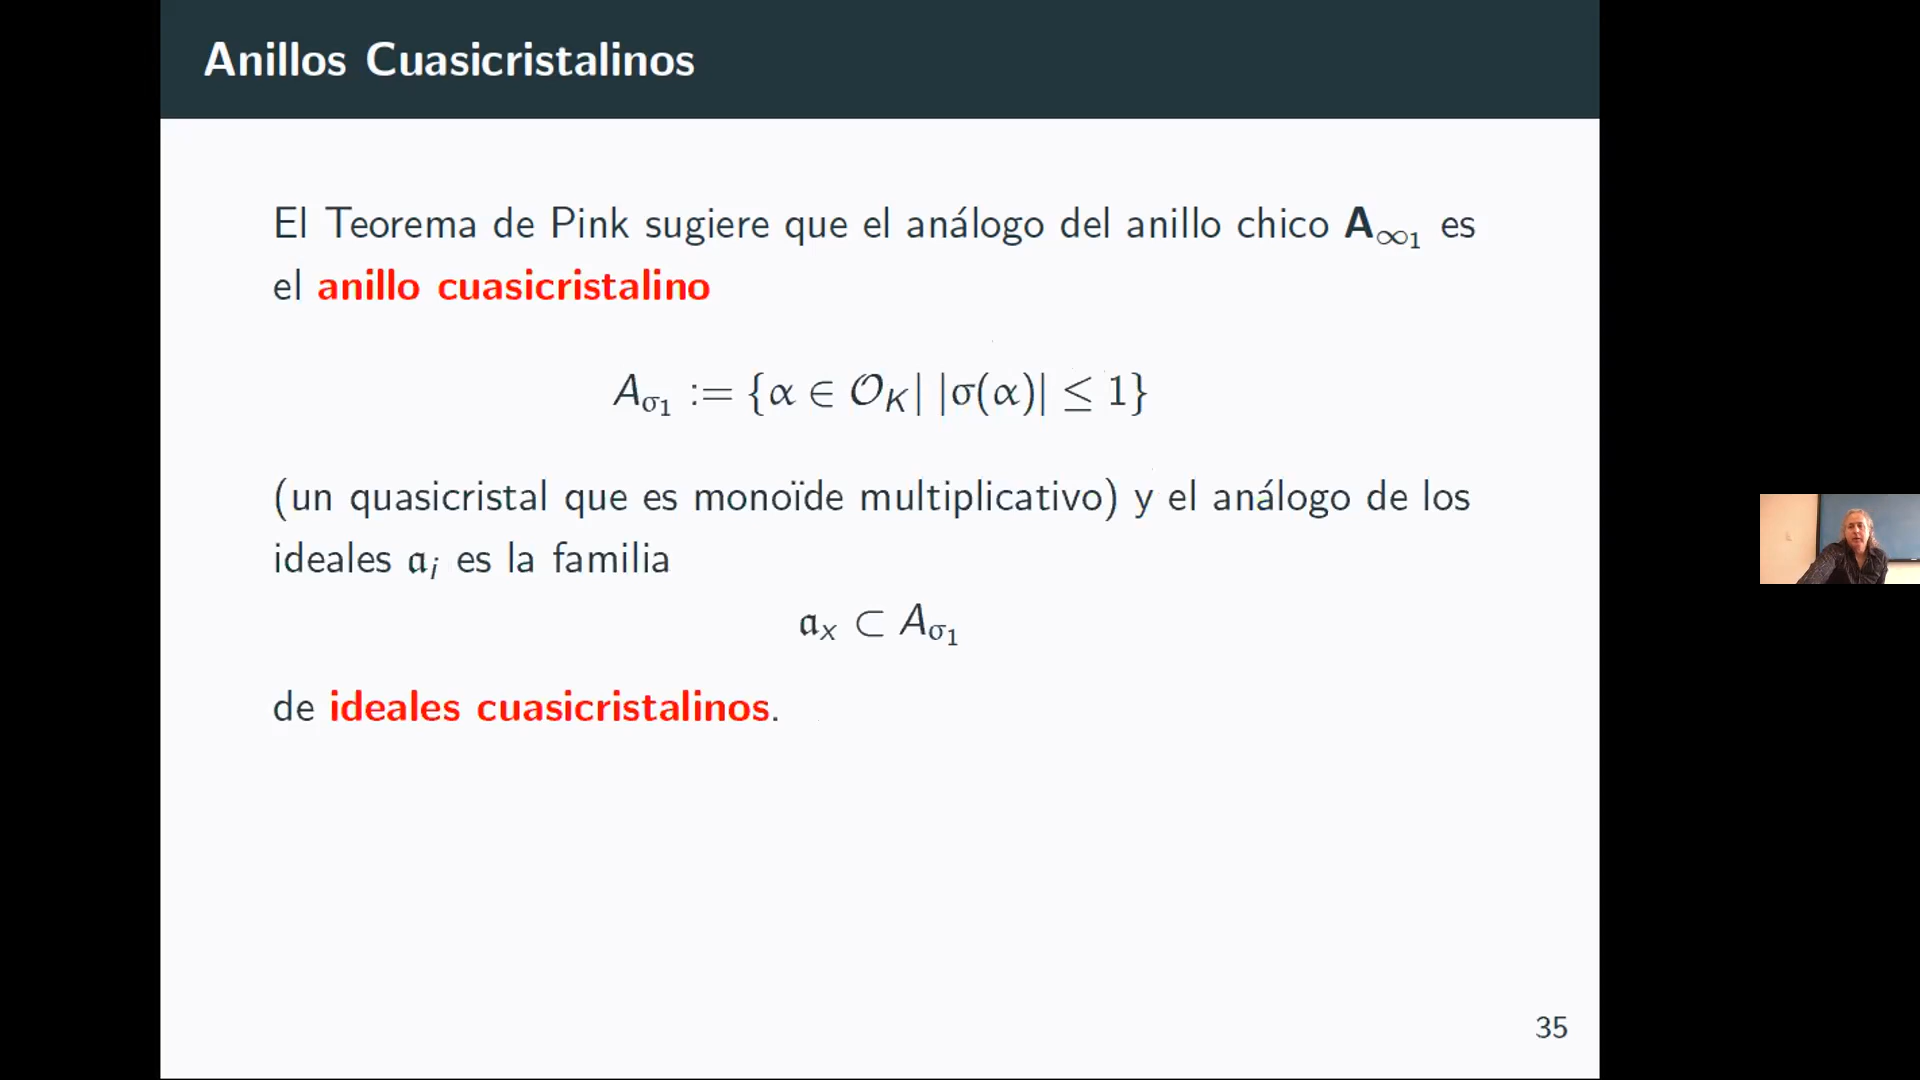 Anillos Cuasicristalinos
El Teorema de Pink sugiere que el análogo del anillo chico A∞₁ es
el anillo cuasicristalino
A_σ₁ := {α ∈ 𝒪_K | |σ(α)| ≤ 1}
(un quasicristal que es monoïde multiplicativo) y el análogo de los
ideales 𝔞_i es la familia
𝔞_x ⊂ A_σ₁
de ideales cuasicristalinos.
35